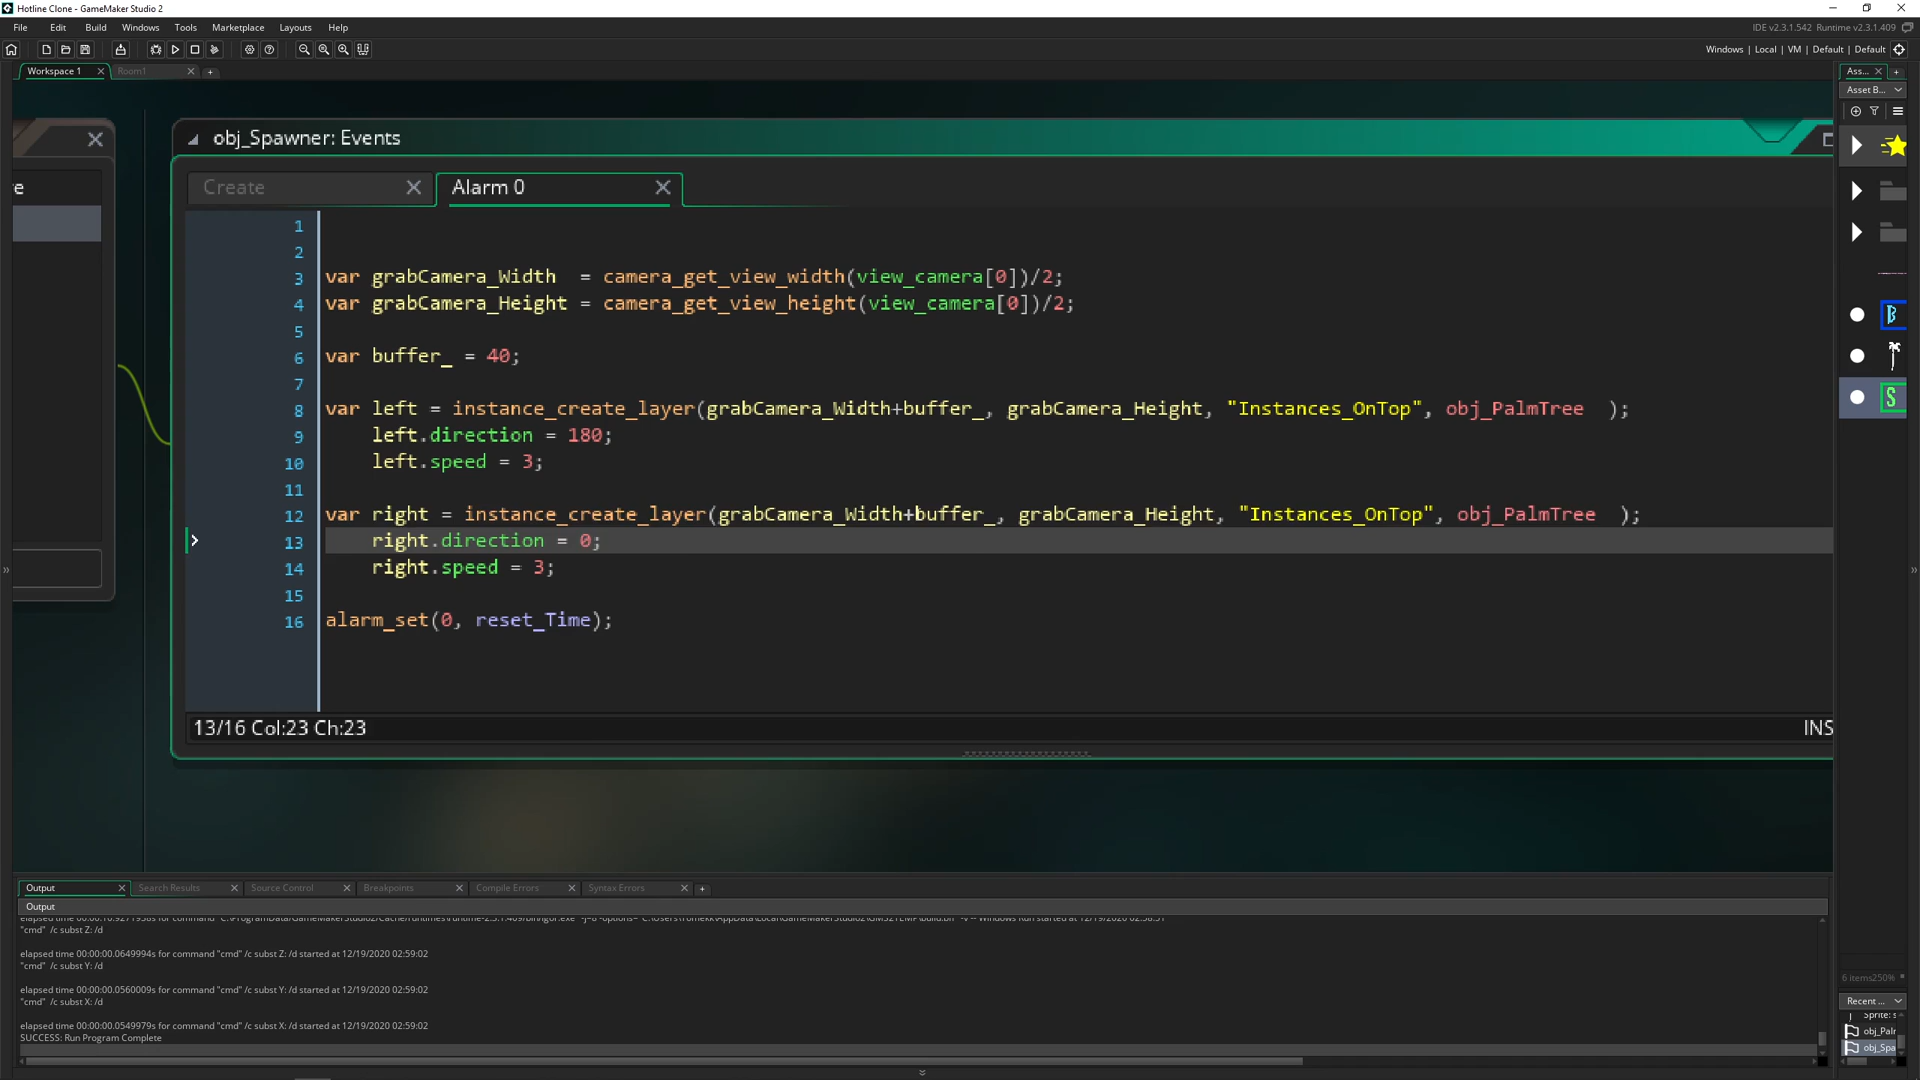 Hotline Clone - GameMaker Studio 2
File Edit Build Windows Tools Marketplace Layouts Help
IDE v2.3.1.542 Runtime v2.3.1.409
Windows | Local | VM | Default | Default
Workspace 1 Room1
Ass...
Asset B...
obj_Spawner: Events
Create Alarm 0
1
2
3 var grabCamera_Width = camera_get_view_width(view_camera[0])/2;
4 var grabCamera_Height = camera_get_view_height(view_camera[0])/2;
5
6 var buffer_ = 40;
7
8 var left = instance_create_layer(grabCamera_Width+buffer_, grabCamera_Height, "Instances_OnTop", obj_PalmTree );
9 left.direction = 180;
10 left.speed = 3;
11
12 var right = instance_create_layer(grabCamera_Width+buffer_, grabCamera_Height, "Instances_OnTop", obj_PalmTree );
13 right.direction = 0;
14 right.speed = 3;
15
16 alarm_set(0, reset_Time);
13/16 Col:23 Ch:23
INS
Output Search Results Source Control Breakpoints Compile Errors Syntax Errors
Output
"cmd" /c subst Z: /d
elapsed time 00:00:00.0649994s for command "cmd" /c subst Z: /d started at 12/19/2020 02:59:02
"cmd" /c subst Y: /d
elapsed time 00:00:00.0560009s for command "cmd" /c subst Y: /d started at 12/19/2020 02:59:02
"cmd" /c subst X: /d
elapsed time 00:00:00.0549979s for command "cmd" /c subst X: /d started at 12/19/2020 02:59:02
SUCCESS: Run Program Complete
6 items 250%
Recent ...
Sprite: s
obj_Palr
obj_Spa